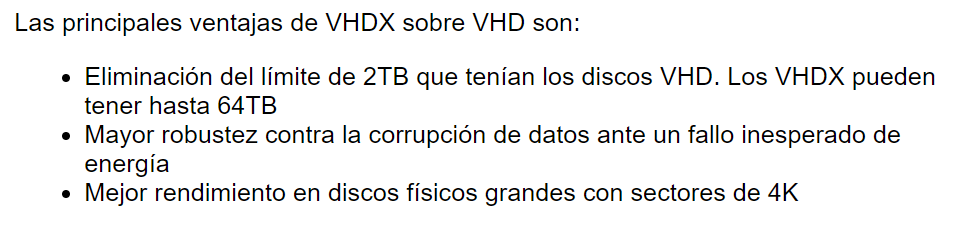 Las principales ventajas de VHDX sobre VHD son:
• Eliminación del límite de 2TB que tenían los discos VHD. Los VHDX pueden
tener hasta 64TB
• Mayor robustez contra la corrupción de datos ante un fallo inesperado de
energía
• Mejor rendimiento en discos físicos grandes con sectores de 4K